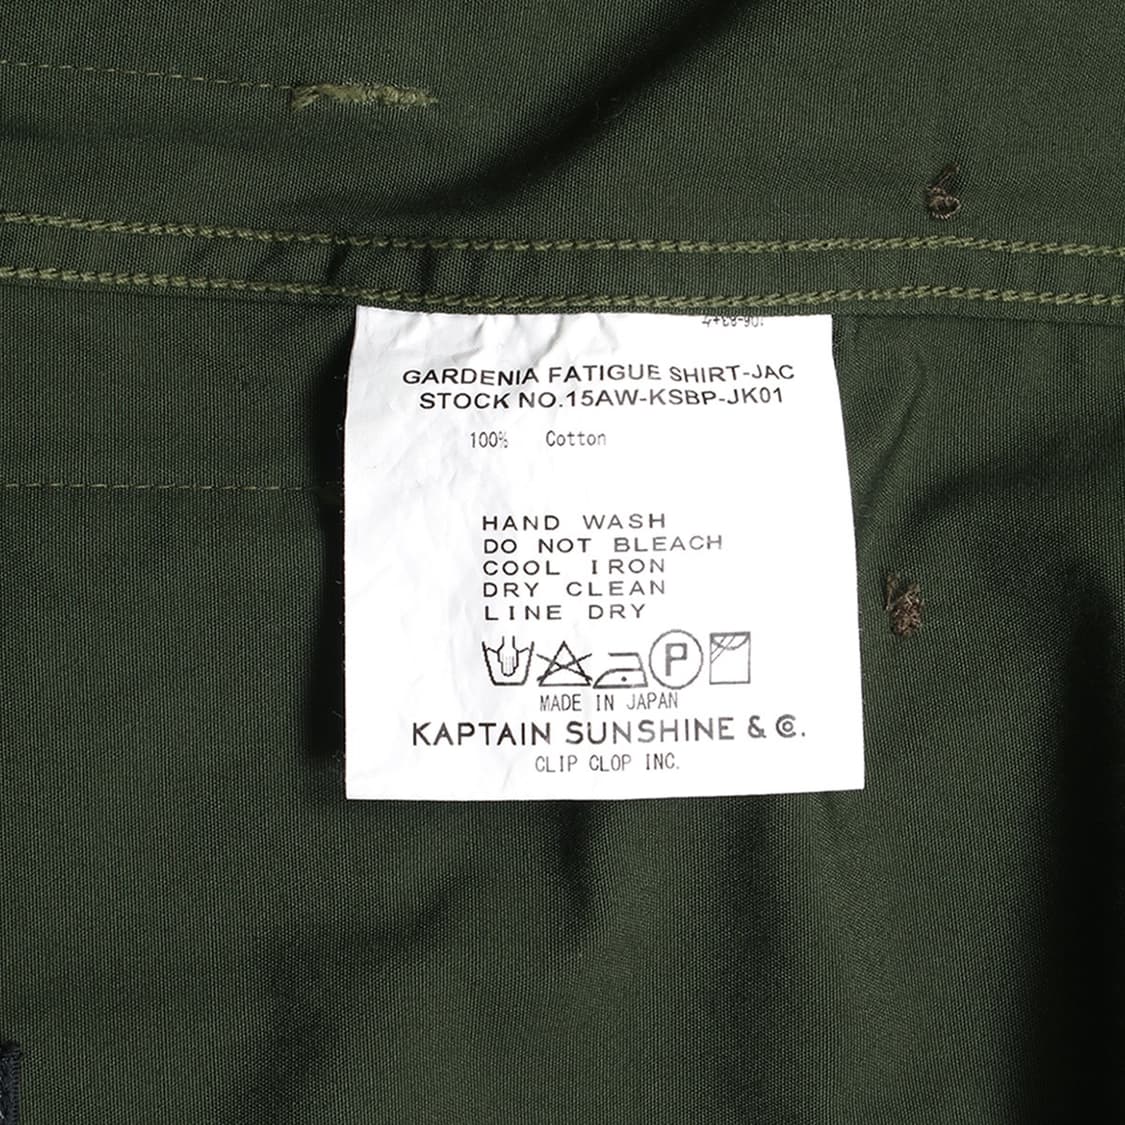 GARDENIA FATIGUE SHIRT-JAC
STOCK NO.15AW-KSBP-JK01
100% Cotton
HAND WASH
DO NOT BLEACH
COOL IRON
DRY CLEAN
LINE DRY
P
MADE IN JAPAN
KAPTAIN SUNSHINE & Co.
CLIP CLOP INC.